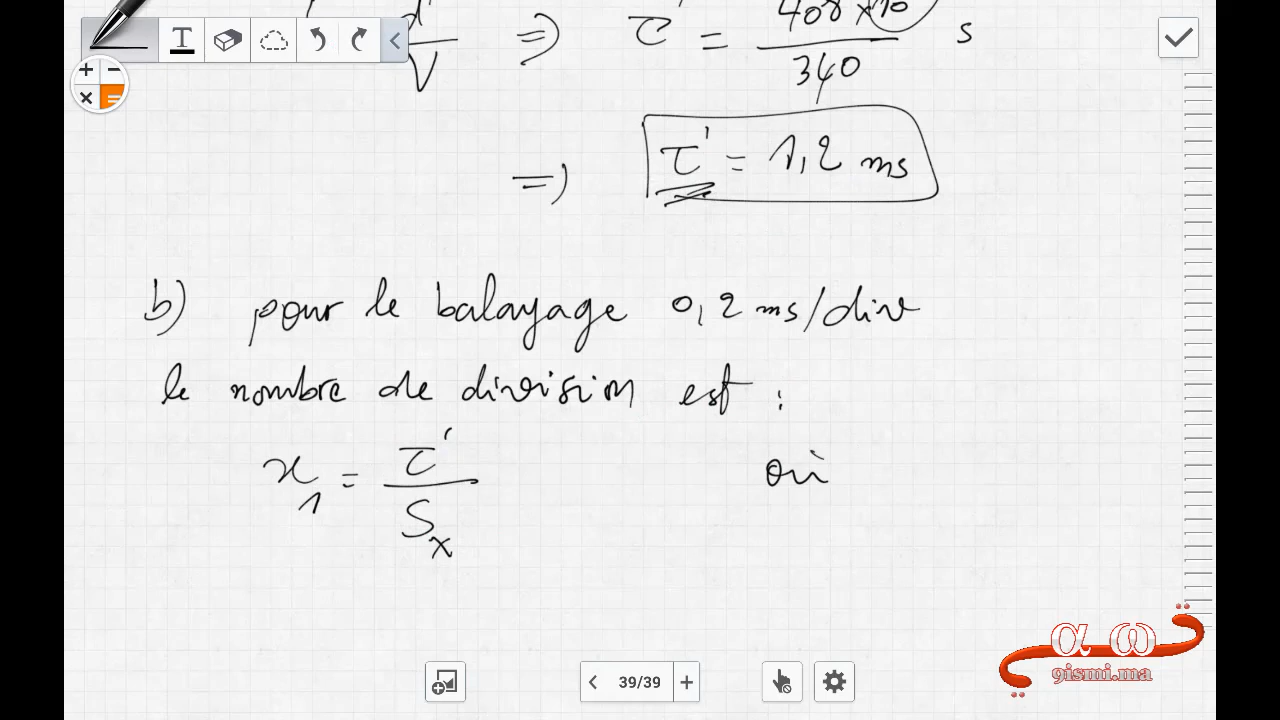 d'
V ⇒ τ' = 408 × 10 / 340 s
⇒ τ' = 1,2 ms
b) pour le balayage 0,2 ms/div
le nombre de division est :
x₁ = τ' / Sₓ où
α ω
9ismi.ma
39/39
T